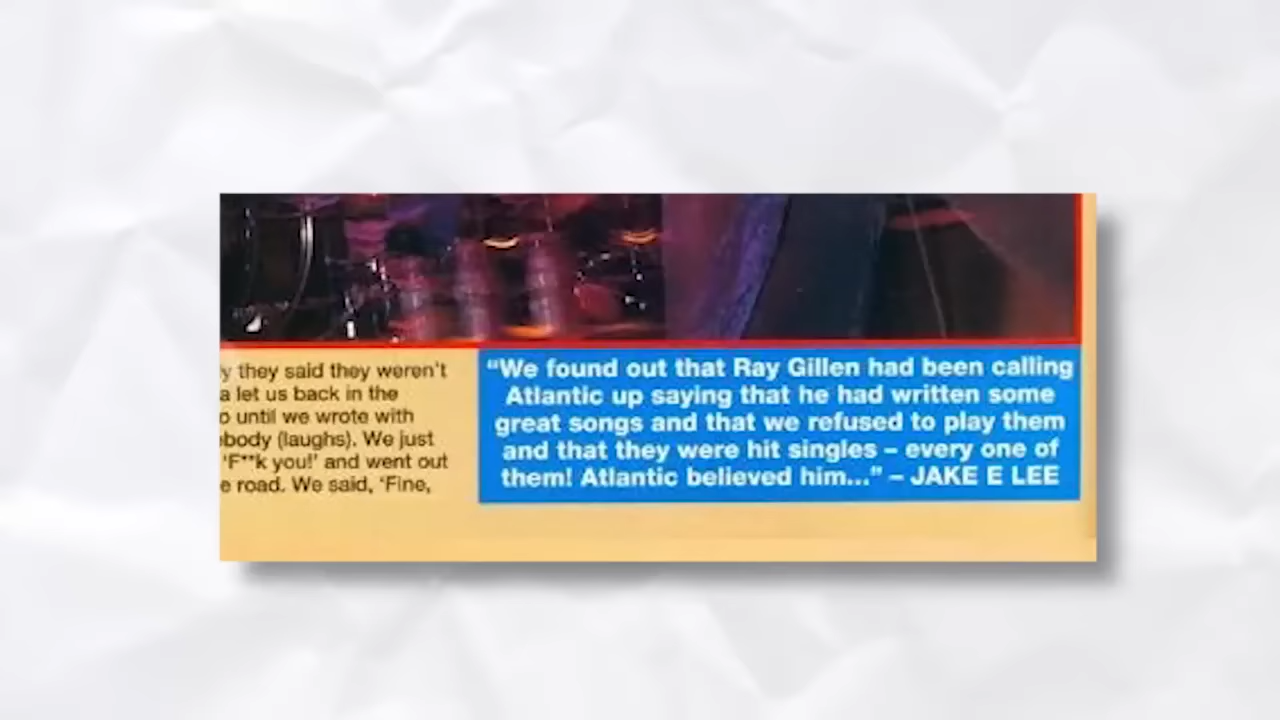 they said they weren't
a let us back in the
until we wrote with
body (laughs). We just
'F**k you!' and went out
e road. We said, 'Fine,
“We found out that Ray Gillen had been calling
Atlantic up saying that he had written some
great songs and that we refused to play them
and that they were hit singles – every one of
them! Atlantic believed him...” – JAKE E LEE